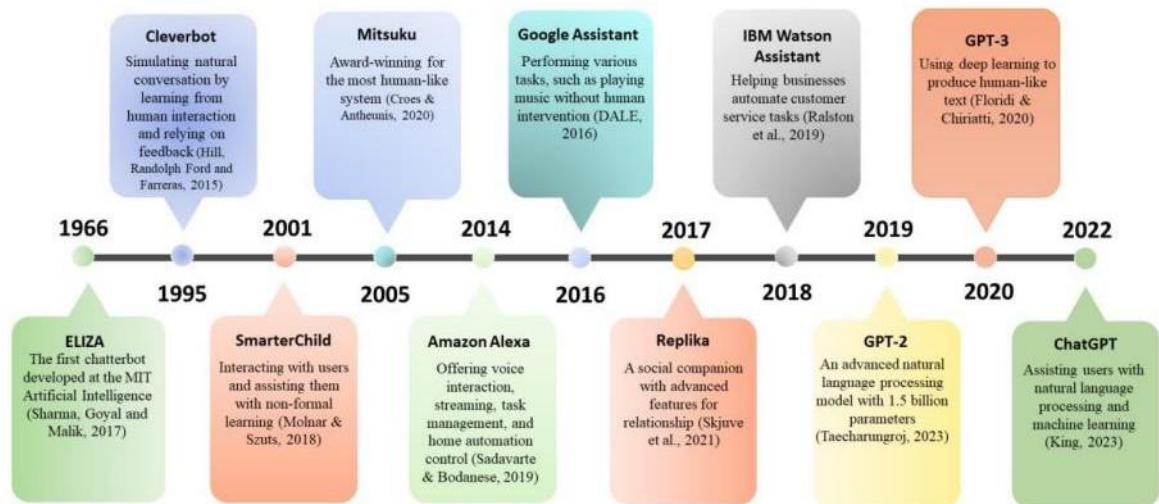 Cleverbot
Simulating natural
conversation by
learning from
human interaction
and relying on
feedback (Hill,
Randolph Ford and
Farreras, 2015)
Mitsuku
Award-winning for
the most human-like
system (Croes &
Antheunis, 2020)
Google Assistant
Performing various
tasks, such as playing
music without human
intervention (DALE,
2016)
IBM Watson
Assistant
Helping businesses
automate customer
service tasks (Ralston
et al., 2019)
GPT-3
Using deep learning to
produce human-like
text (Floridi &
Chiriatti, 2020)
1966
2001
2014
2017
2019
2022
1995
2005
2016
2018
2020
ELIZA
The first chatterbot
developed at the MIT
Artificial Intelligence
(Sharma, Goyal and
Malik, 2017)
SmarterChild
Interacting with users
and assisting them
with non-formal
learning (Molnar &
Szuts, 2018)
Amazon Alexa
Offering voice
interaction,
streaming, task
management, and
home automation
control (Sadavarte
& Bodanese, 2019)
Replika
A social companion
with advanced
features for
relationship (Skjuve
et al., 2021)
GPT-2
An advanced natural
language processing
model with 1.5 billion
parameters
(Taecharungroj, 2023)
ChatGPT
Assisting users with
natural language
processing and
machine learning
(King, 2023)